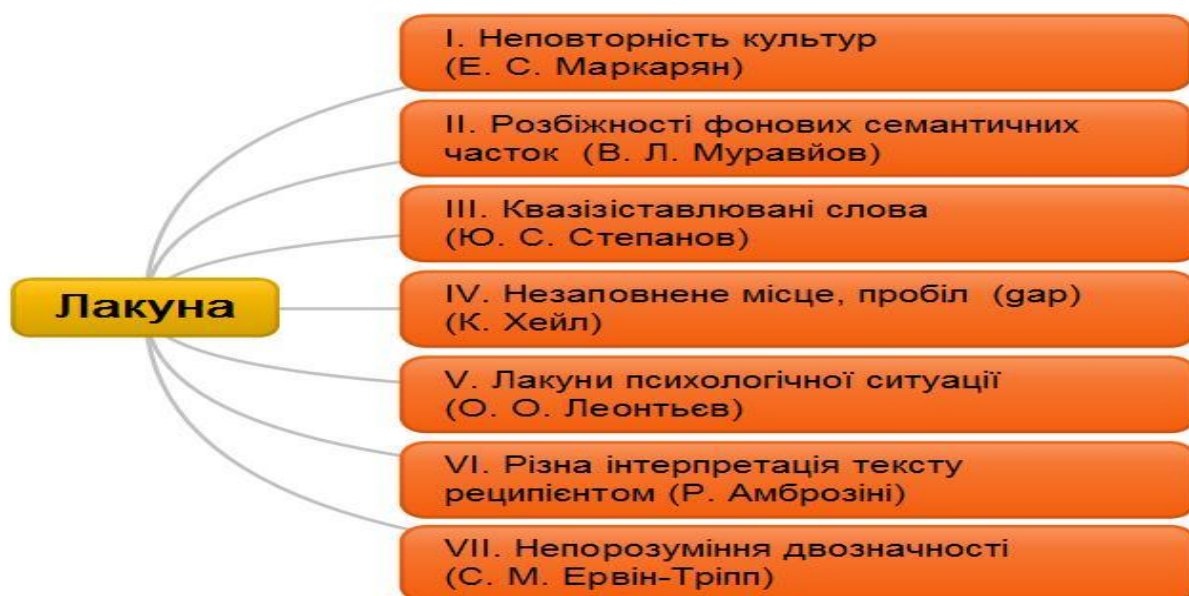 I. Неповторність культур
(Е. С. Маркарян)
II. Розбіжності фонових семантичних
часток (В. Л. Муравйов)
III. Квазізіставлювані слова
(Ю. С. Степанов)
Лакуна
IV. Незаповнене місце, пробіл (gap)
(К. Хейл)
V. Лакуни психологічної ситуації
(О. О. Леонтьєв)
VI. Різна інтерпретація тексту
реципієнтом (Р. Амброзіні)
VII. Непорозуміння двозначності
(С. М. Ервін-Тріпп)